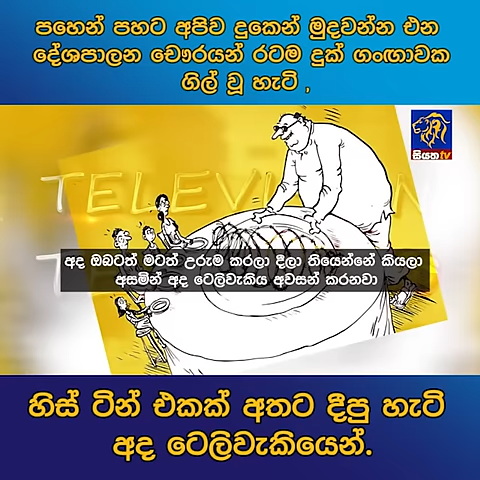 පහෙන් පහට අපිව දුකෙන් මුදවන්න එන
දේශපාලන චෞරයන් රටම දුක් ගංඟාවක
ගිල් වූ හැටි ,
සියත tv
TELEVI N
අද ඔබටත් මටත් උරුම කරලා දීලා තියෙන්නේ කියලා
අසමින් අද ටෙලිවැකිය අවසන් කරනවා
හිස් ටින් එකක් අතට දීපු හැටි
අද ටෙලිවැකියෙන්.